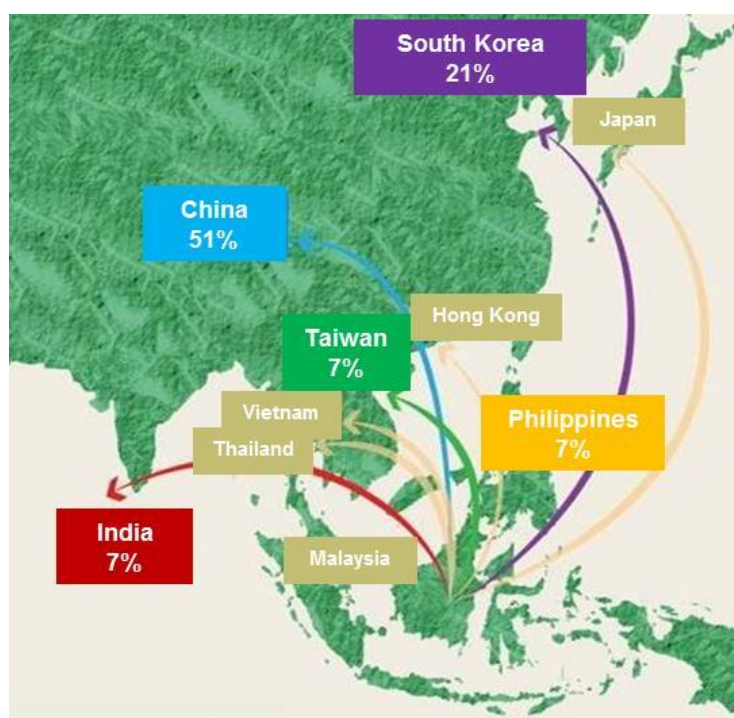 South Korea
21%
Japan
China
51%
Hong Kong
Taiwan
7%
Vietnam
Philippines
7%
Thailand
India
7%
Malaysia